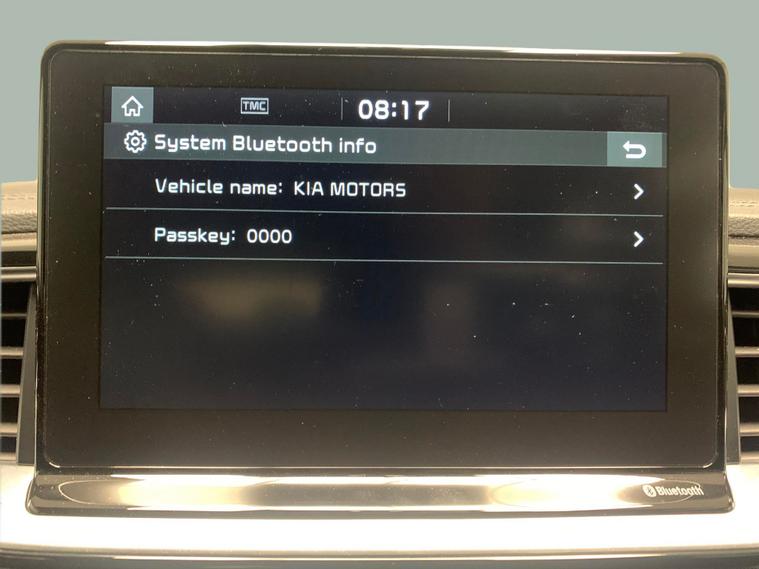 TMC 08:17
System Bluetooth info
Vehicle name: KIA MOTORS
Passkey: 0000
Bluetooth